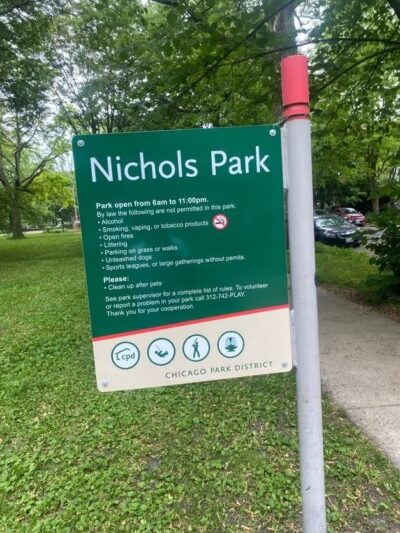 Nichols Park
Park open from 6am to 11:00pm.
By law the following are not permitted in this park:
• Alcohol
• Smoking, vaping, or tobacco products
• Open fires
• Littering
• Parking on grass or walks
• Unleashed dogs
• Sports leagues, or large gatherings without permits.
Please:
• Clean up after pets
See park supervisor for a complete list of rules. To volunteer
or report a problem in your park call 312-742-PLAY.
Thank you for your cooperation.
cpd
CHICAGO PARK DISTRICT